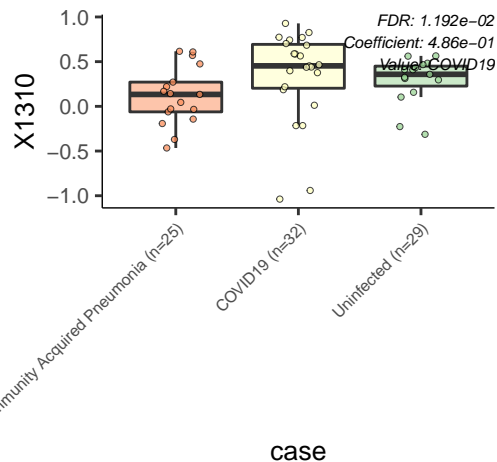 FDR: 1.192e−02
Coefficient: 4.86e−01
Value: COVID19
X1310
1.0
0.5
0.0
−0.5
−1.0
mmunity Acquired Pneumonia (n=25)
COVID19 (n=32)
Uninfected (n=29)
case